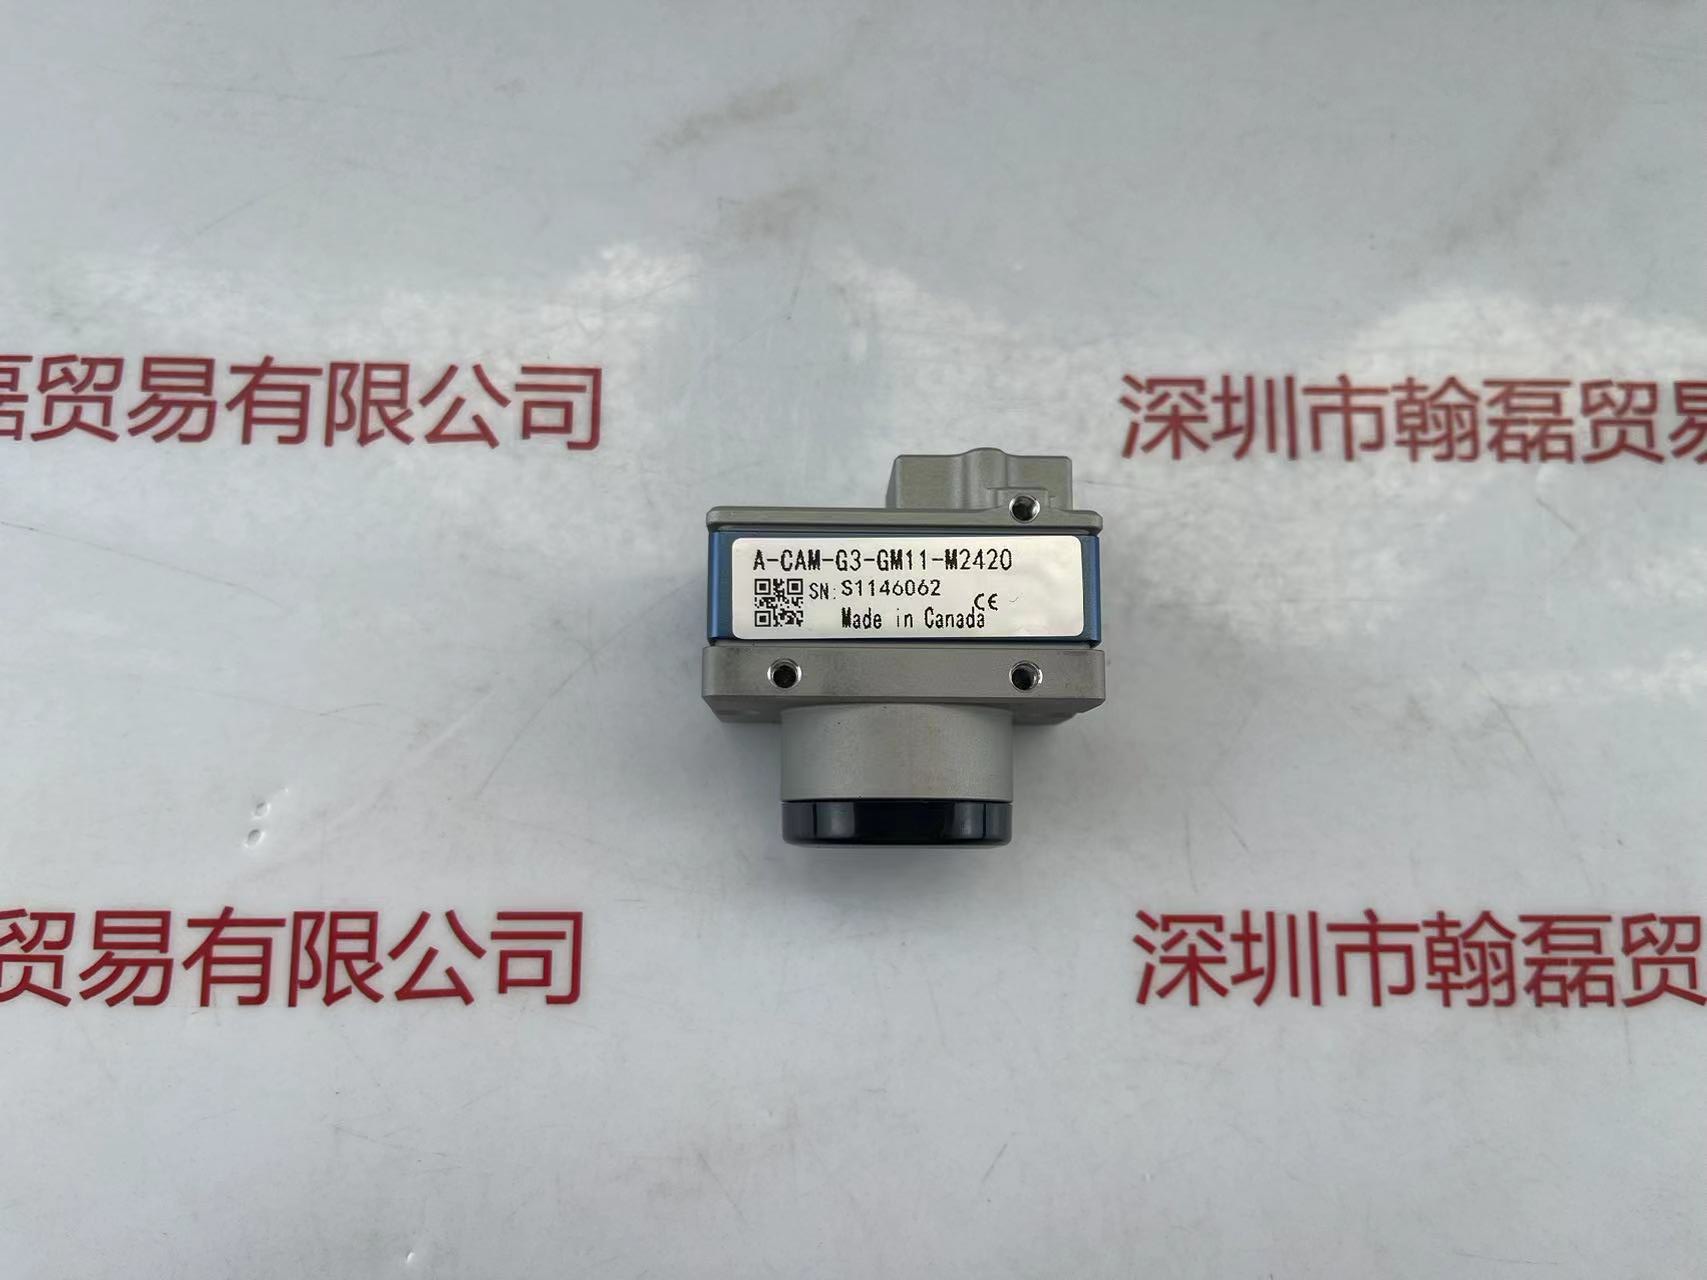 磊贸易有限公司
深圳市翰磊贸易
A-CAM-G3-GM11-M2420
SN: S1146062
CE
Made in Canada
贸易有限公司
深圳市翰磊贸